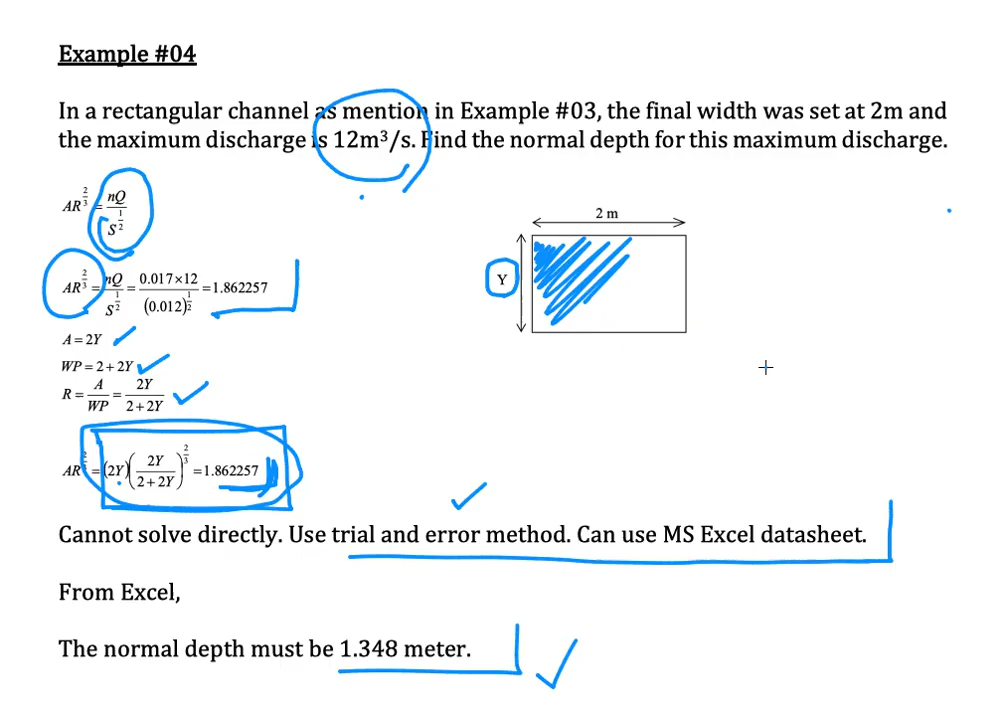 Example #04
In a rectangular channel as mention in Example #03, the final width was set at 2m and
the maximum discharge is 12m³/s. Find the normal depth for this maximum discharge.
AR^(2/3) = nQ / S^(1/2)
2 m
Y
AR^(2/3) = nQ / S^(1/2) = 0.017×12 / (0.012)^(1/2) = 1.862257
A = 2Y
WP = 2 + 2Y
R = A / WP = 2Y / (2 + 2Y)
AR^(2/3) = (2Y)(2Y / (2 + 2Y))^(2/3) = 1.862257
Cannot solve directly. Use trial and error method. Can use MS Excel datasheet.
From Excel,
The normal depth must be 1.348 meter.